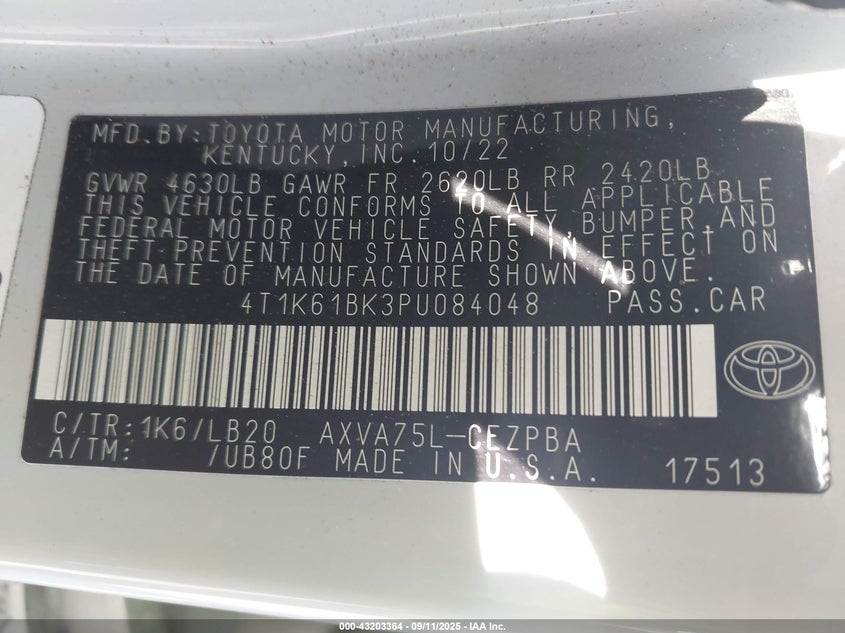 MFD.BY:TOYOTA MOTOR MANUFACTURING,
KENTUCKY,INC. 10/22
GVWR 4630LB GAWR FR 2620LB RR 2420LB
THIS VEHICLE CONFORMS TO ALL APPLICABLE
FEDERAL MOTOR VEHICLE SAFETY,BUMPER,AND
THEFT PREVENTION STANDARDS IN EFFECT ON
THE DATE OF MANUFACTURE SHOWN ABOVE.
4T1K61BK3PU084048 PASS.CAR
C/TR:1K6/LB20 AXVA75L-CEZPBA
A/TM: /UB80F MADE IN U.S.A. 17513
000-43203364 - 09/11/2025 - IAA Inc.